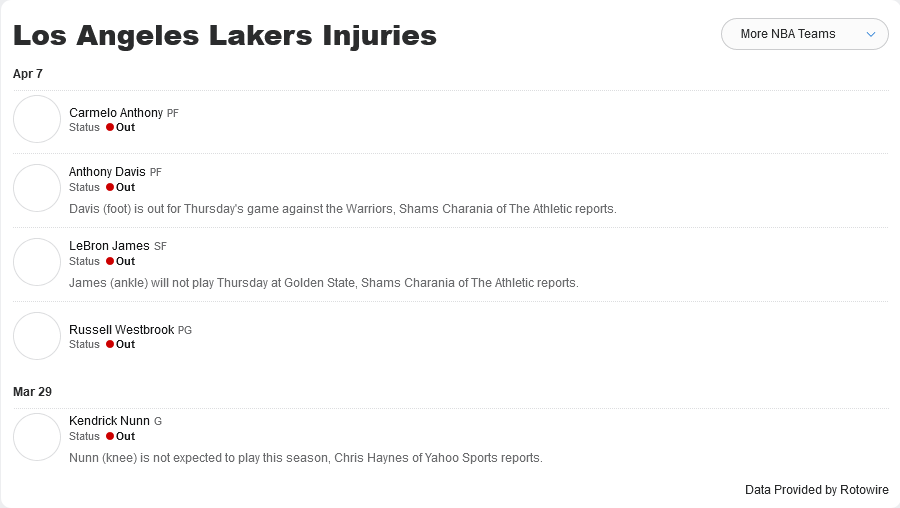 Los Angeles Lakers Injuries
More NBA Teams
Apr 7
Carmelo Anthony PF
Status Out
Anthony Davis PF
Status Out
Davis (foot) is out for Thursday's game against the Warriors, Shams Charania of The Athletic reports.
LeBron James SF
Status Out
James (ankle) will not play Thursday at Golden State, Shams Charania of The Athletic reports.
Russell Westbrook PG
Status Out
Mar 29
Kendrick Nunn G
Status Out
Nunn (knee) is not expected to play this season, Chris Haynes of Yahoo Sports reports.
Data Provided by Rotowire